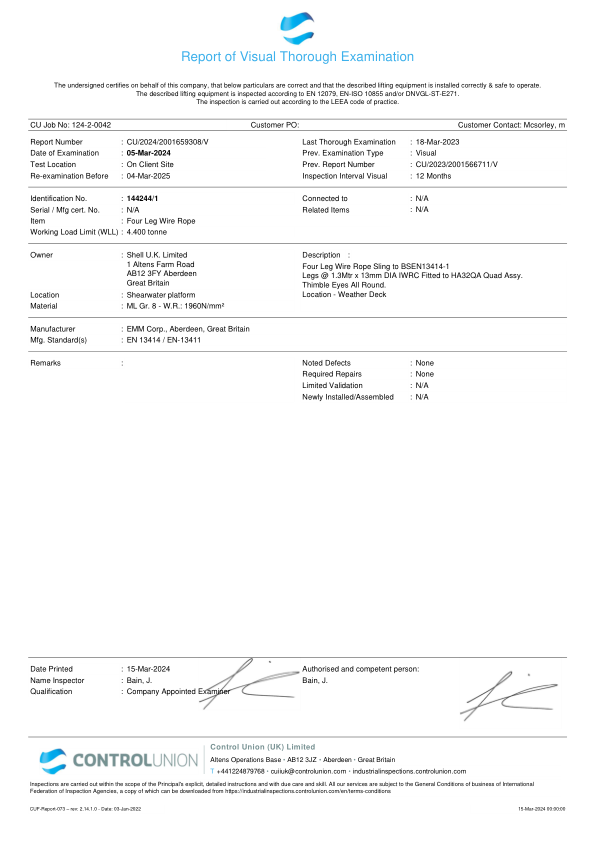 Report of Visual Thorough Examination
The undersigned certifies on behalf of this company, that below particulars are correct and that the described lifting equipment is installed correctly & safe to operate.
The described lifting equipment is inspected according to EN 12079, EN-ISO 10855 and/or DNVGL-ST-E271.
The inspection is carried out according to the LEEA code of practice.
CU Job No: 124-2-0042 Customer PO: Customer Contact: Mcsorley, m
Report Number : CU/2024/2001659308/V Last Thorough Examination : 18-Mar-2023
Date of Examination : 05-Mar-2024 Prev. Examination Type : Visual
Test Location : On Client Site Prev. Report Number : CU/2023/2001566711/V
Re-examination Before : 04-Mar-2025 Inspection Interval Visual : 12 Months
Identification No. : 144244/1 Connected to : N/A
Serial / Mfg cert. No. : N/A Related Items : N/A
Item : Four Leg Wire Rope
Working Load Limit (WLL) : 4.400 tonne
Owner : Shell U.K. Limited Description :
1 Altens Farm Road Four Leg Wire Rope Sling to BSEN13414-1
AB12 3FY Aberdeen Legs @ 1.3Mtr x 13mm DIA IWRC Fitted to HA32QA Quad Assy.
Great Britain Thimble Eyes All Round.
Location : Shearwater platform Location - Weather Deck
Material : ML Gr. 8 - W.R.: 1960N/mm²
Manufacturer : EMM Corp., Aberdeen, Great Britain
Mfg. Standard(s) : EN 13414 / EN-13411
Remarks : Noted Defects : None
Required Repairs : None
Limited Validation : N/A
Newly Installed/Assembled : N/A
Date Printed : 15-Mar-2024 Authorised and competent person:
Name Inspector : Bain, J. Bain, J.
Qualification : Company Appointed Examiner
CONTROLUNION
Control Union (UK) Limited
Altens Operations Base · AB12 3JZ · Aberdeen · Great Britain
T +441224879768 · cuiiuk@controlunion.com · industrialinspections.controlunion.com
Inspections are carried out within the scope of the Principal's explicit, detailed instructions and with due care and skill. All our services are subject to the General Conditions of business of International
Federation of Inspection Agencies, a copy of which can be downloaded from https://industrialinspections.controlunion.com/en/terms-conditions
CUF-Report-073 – rev: 2.14.1.0 - Date: 03-Jan-2022 15-Mar-2024 00:00:00